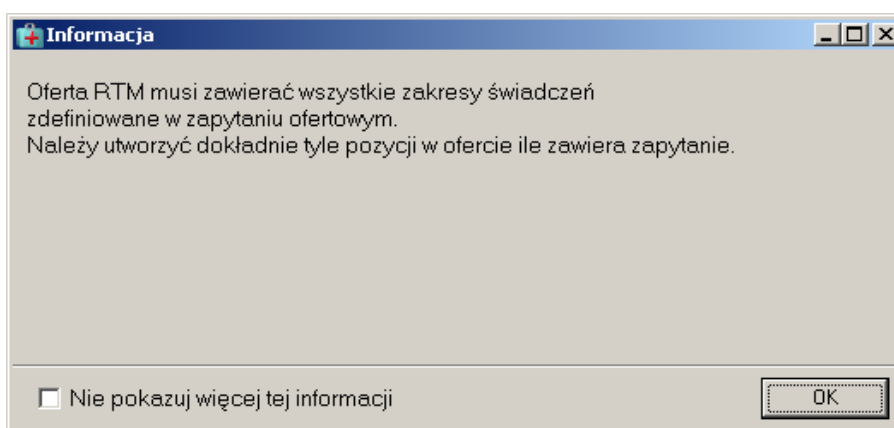 Informacja
Oferta RTM musi zawierać wszystkie zakresy świadczeń
zdefiniowane w zapytaniu ofertowym.
Należy utworzyć dokładnie tyle pozycji w ofercie ile zawiera zapytanie.
Nie pokazuj więcej tej informacji
OK